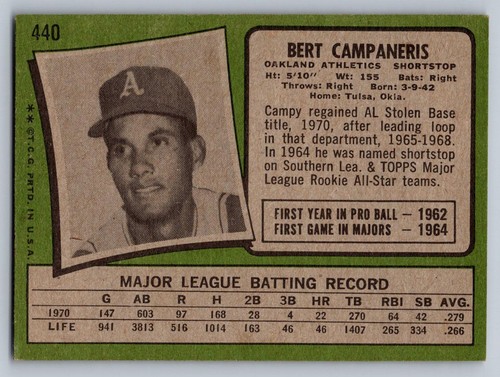 440
BERT CAMPANERIS
OAKLAND ATHLETICS SHORTSTOP
Ht: 5'10" Wt: 155 Bats: Right
Throws: Right Born: 3-9-42
Home: Tulsa, Okla.
Campy regained AL Stolen Base
title, 1970, after leading loop
in that department, 1965-1968.
In 1964 he was named shortstop
on Southern Lea. & TOPPS Major
League Rookie All-Star teams.
FIRST YEAR IN PRO BALL — 1962
FIRST GAME IN MAJORS — 1964
A
**©T.C.G. PRTD. IN U.S.A.
MAJOR LEAGUE BATTING RECORD
G AB R H 2B 3B HR TB RBI SB AVG.
1970 147 603 97 168 28 4 22 270 64 42 .279
LIFE 941 3813 516 1014 163 46 46 1407 265 334 .266